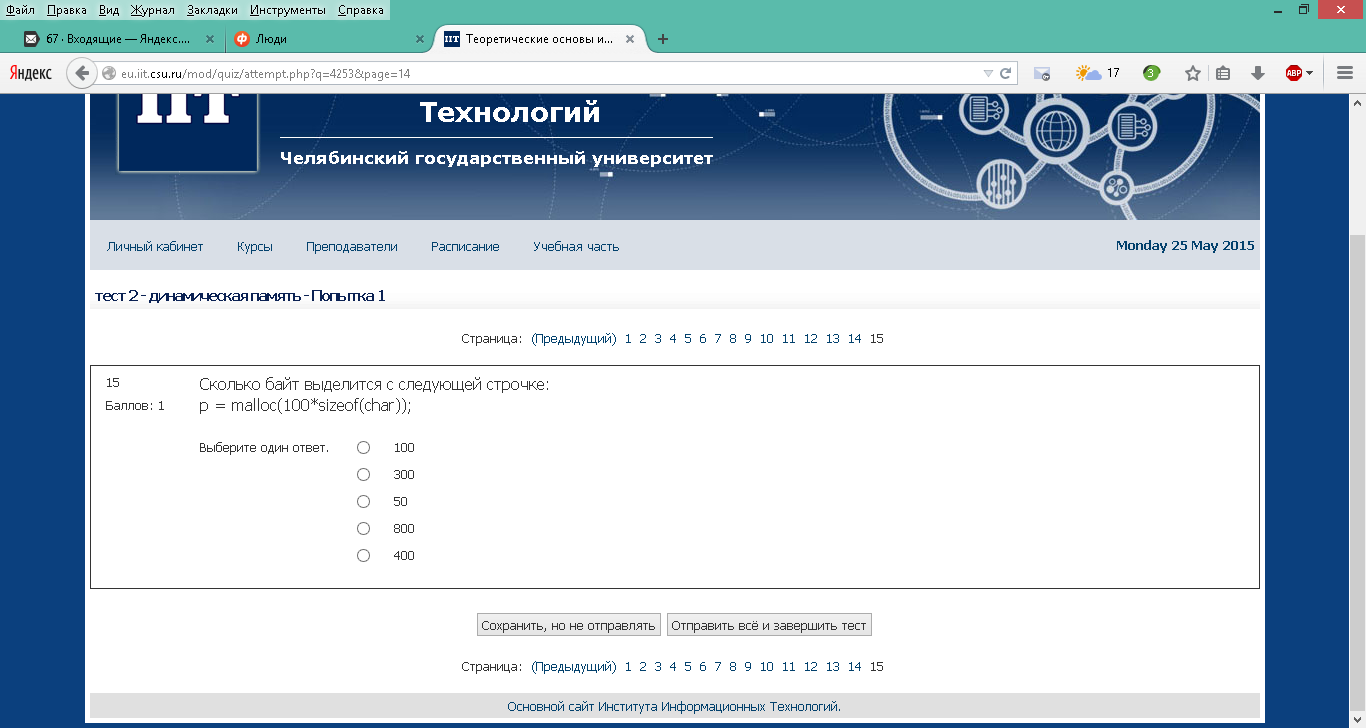 Файл Правка Вид Журнал Закладки Инструменты Справка
67 · Входящие — Яндекс.... Люди IIT Теоретические основы и...
Яндекс eu.iit.csu.ru/mod/quiz/attempt.php?q=4253&page=14 17 3 ABP
IIT
Технологий
Челябинский государственный университет
Личный кабинет Курсы Преподаватели Расписание Учебная часть Monday 25 May 2015
тест 2 - динамическая память - Попытка 1
Страница: (Предыдущий) 1 2 3 4 5 6 7 8 9 10 11 12 13 14 15
15
Баллов: 1
Сколько байт выделится с следующей строчке:
p = malloc(100*sizeof(char));
Выберите один ответ.
100
300
50
800
400
Сохранить, но не отправлять Отправить всё и завершить тест
Страница: (Предыдущий) 1 2 3 4 5 6 7 8 9 10 11 12 13 14 15
Основной сайт Института Информационных Технологий.